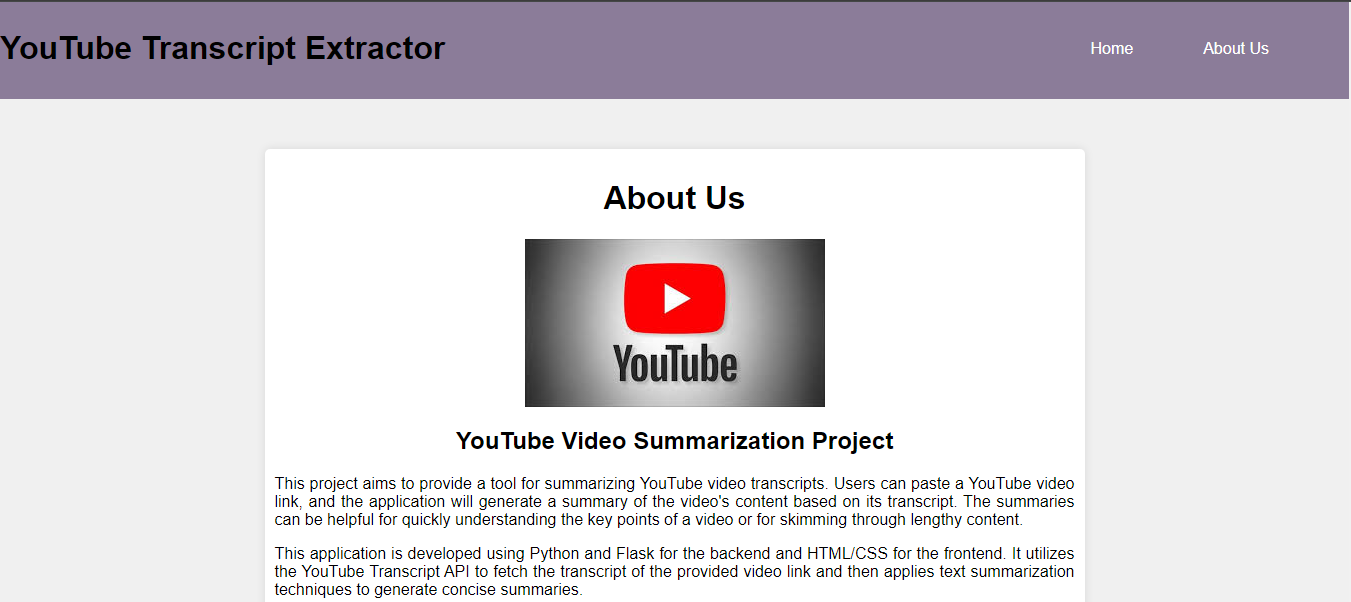 YouTube Transcript Extractor
Home
About Us
About Us
YouTube
YouTube Video Summarization Project
This project aims to provide a tool for summarizing YouTube video transcripts. Users can paste a YouTube video
link, and the application will generate a summary of the video's content based on its transcript. The summaries
can be helpful for quickly understanding the key points of a video or for skimming through lengthy content.
This application is developed using Python and Flask for the backend and HTML/CSS for the frontend. It utilizes
the YouTube Transcript API to fetch the transcript of the provided video link and then applies text summarization
techniques to generate concise summaries.